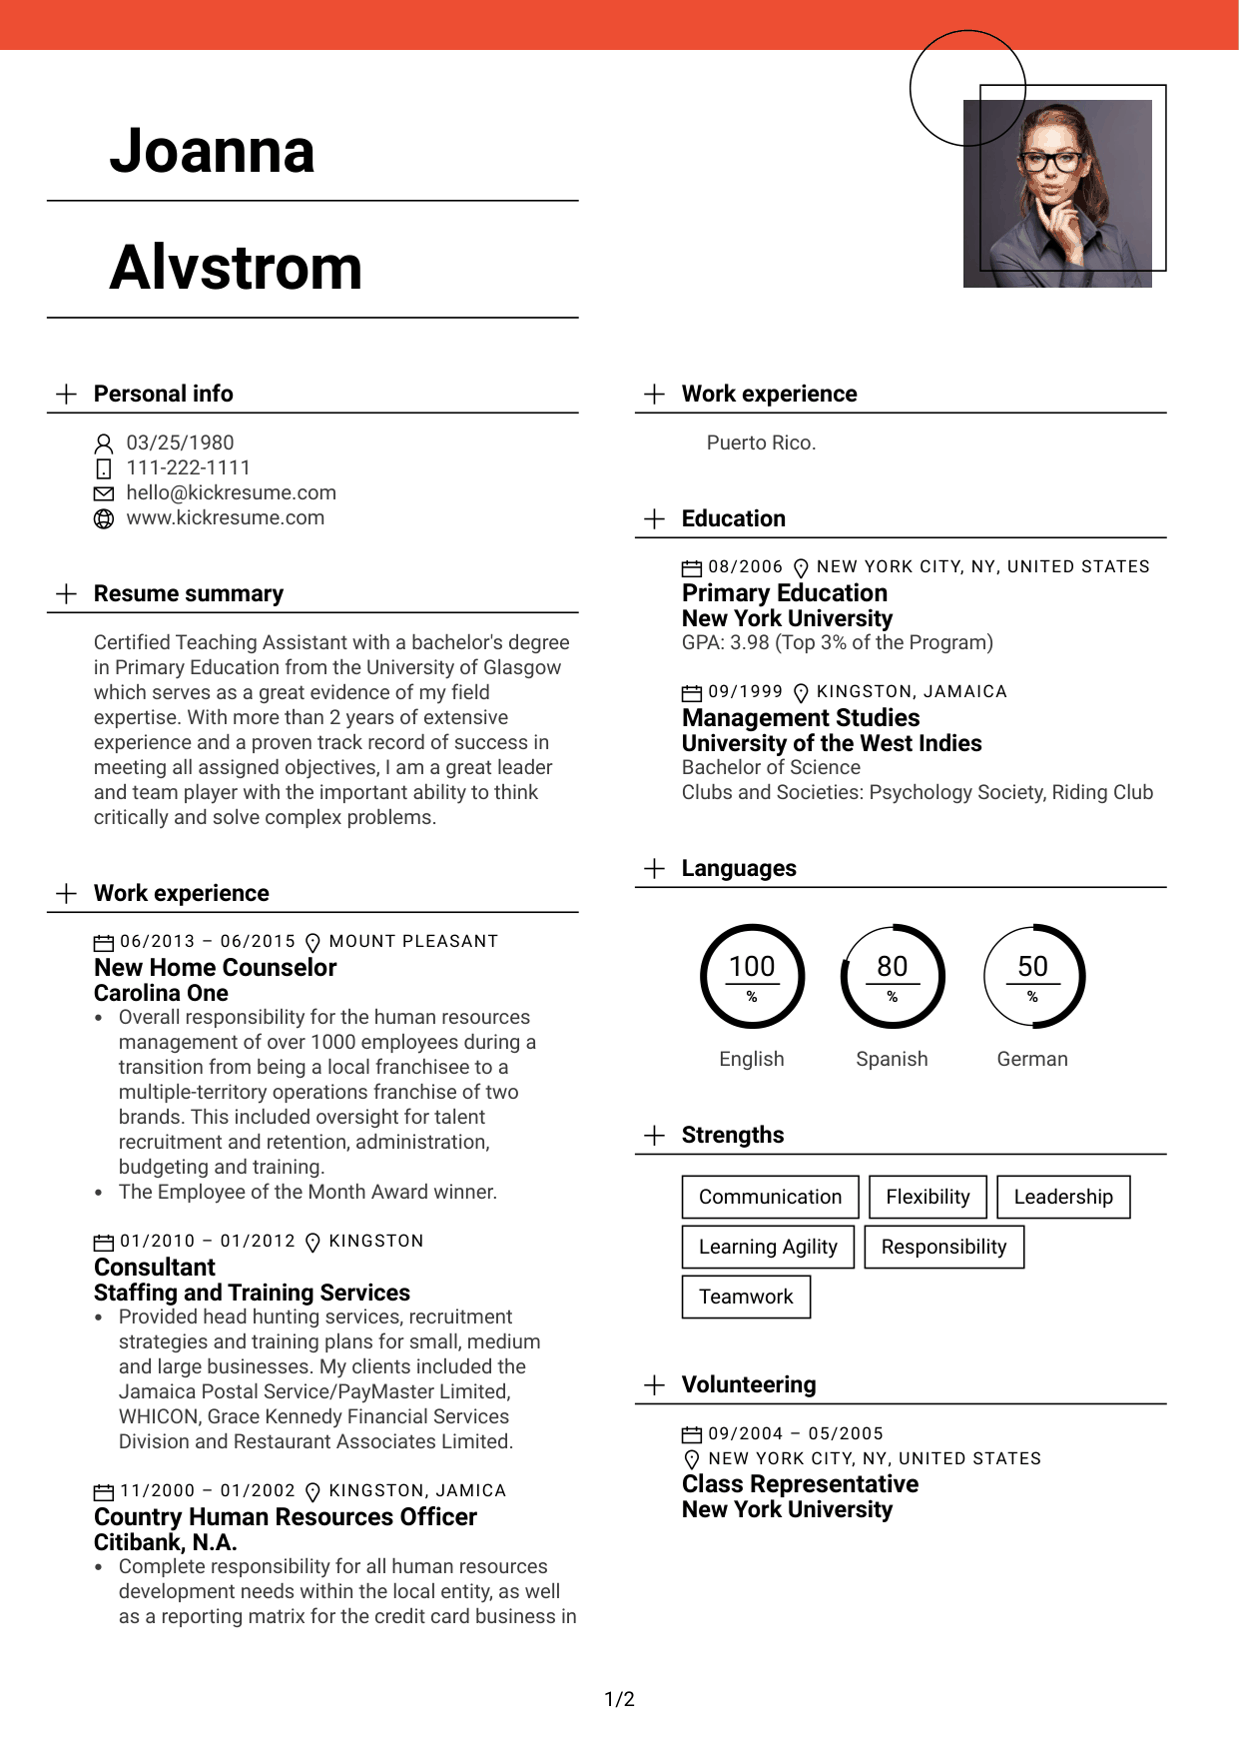 Joanna
Alvstrom
Personal info
03/25/1980
111-222-1111
hello@kickresume.com
www.kickresume.com
Resume summary
Certified Teaching Assistant with a bachelor's degree
in Primary Education from the University of Glasgow
which serves as a great evidence of my field
expertise. With more than 2 years of extensive
experience and a proven track record of success in
meeting all assigned objectives, I am a great leader
and team player with the important ability to think
critically and solve complex problems.
Work experience
06/2013 – 06/2015 MOUNT PLEASANT
New Home Counselor
Carolina One
• Overall responsibility for the human resources
management of over 1000 employees during a
transition from being a local franchisee to a
multiple-territory operations franchise of two
brands. This included oversight for talent
recruitment and retention, administration,
budgeting and training.
• The Employee of the Month Award winner.
01/2010 – 01/2012 KINGSTON
Consultant
Staffing and Training Services
• Provided head hunting services, recruitment
strategies and training plans for small, medium
and large businesses. My clients included the
Jamaica Postal Service/PayMaster Limited,
WHICON, Grace Kennedy Financial Services
Division and Restaurant Associates Limited.
11/2000 – 01/2002 KINGSTON, JAMICA
Country Human Resources Officer
Citibank, N.A.
• Complete responsibility for all human resources
development needs within the local entity, as well
as a reporting matrix for the credit card business in
Work experience
Puerto Rico.
Education
08/2006 NEW YORK CITY, NY, UNITED STATES
Primary Education
New York University
GPA: 3.98 (Top 3% of the Program)
09/1999 KINGSTON, JAMAICA
Management Studies
University of the West Indies
Bachelor of Science
Clubs and Societies: Psychology Society, Riding Club
Languages
100 80 50
% % %
English Spanish German
Strengths
Communication Flexibility Leadership
Learning Agility Responsibility
Teamwork
Volunteering
09/2004 – 05/2005
NEW YORK CITY, NY, UNITED STATES
Class Representative
New York University
1/2